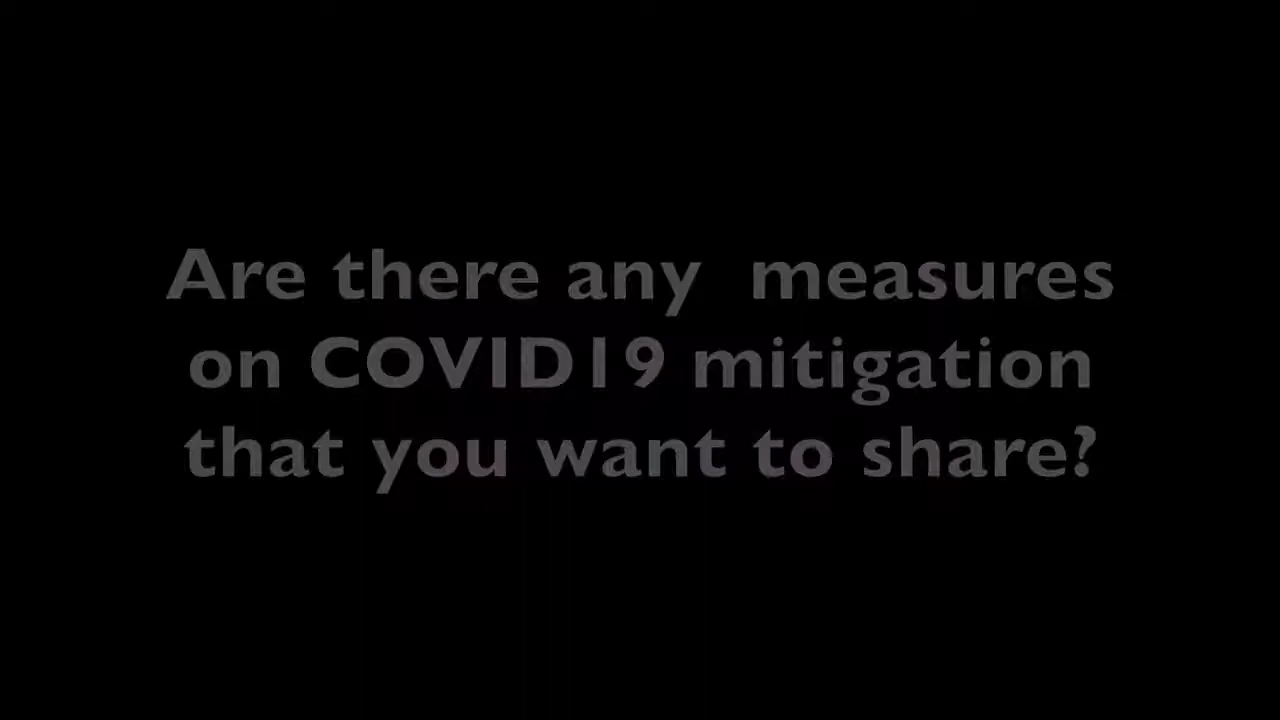 Are there any  measures
on COVID19 mitigation
that you want to share?